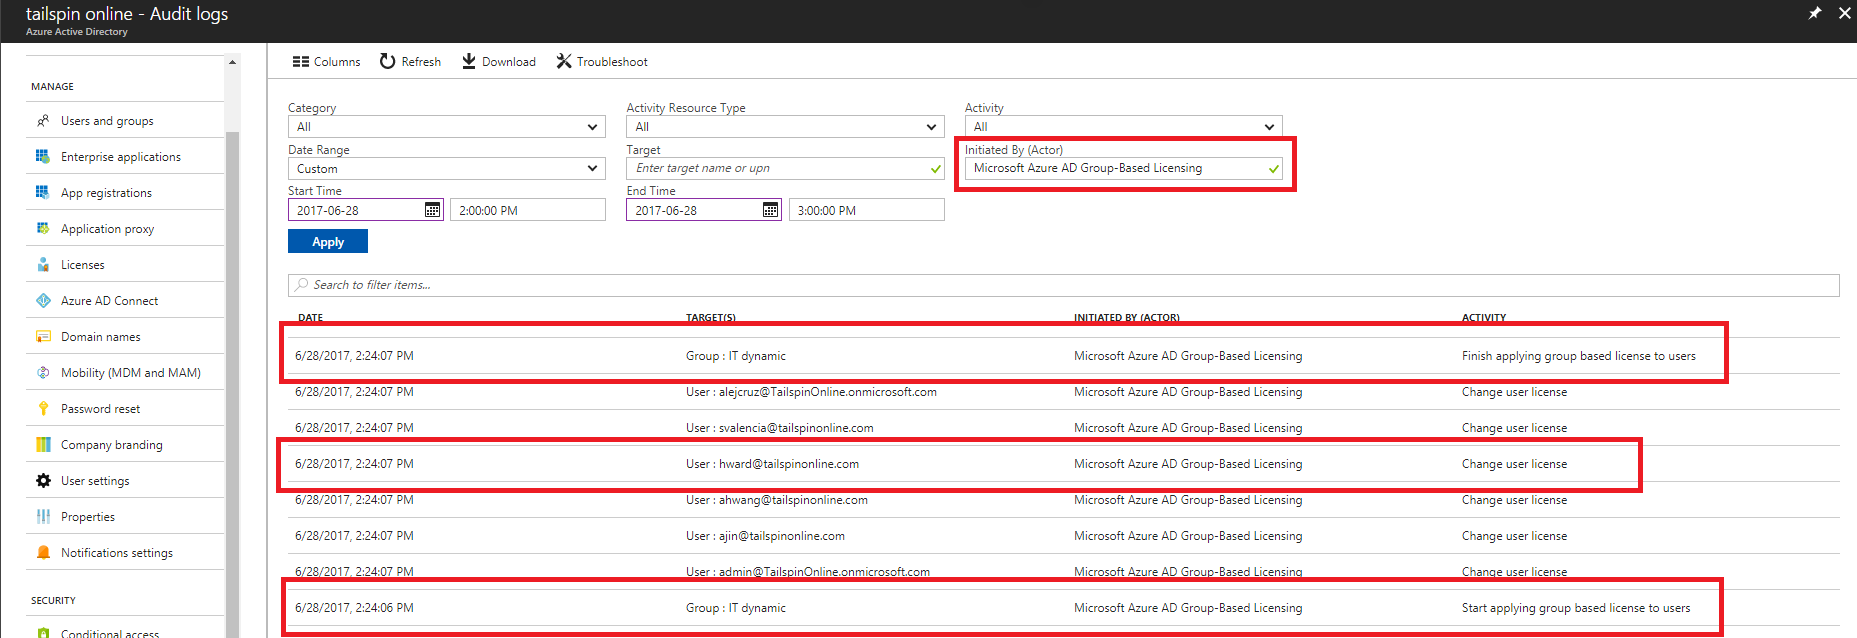 tailspin online - Audit logs
Azure Active Directory
MANAGE
Users and groups
Enterprise applications
App registrations
Application proxy
Licenses
Azure AD Connect
Domain names
Mobility (MDM and MAM)
Password reset
Company branding
User settings
Properties
Notifications settings
SECURITY
Conditional access
Columns Refresh Download Troubleshoot
Category Activity Resource Type Activity
All All All
Date Range Target Initiated By (Actor)
Custom Enter target name or upn Microsoft Azure AD Group-Based Licensing
Start Time End Time
2017-06-28 2:00:00 PM 2017-06-28 3:00:00 PM
Apply
Search to filter items...
DATE TARGET(S) INITIATED BY (ACTOR) ACTIVITY
6/28/2017, 2:24:07 PM Group : IT dynamic Microsoft Azure AD Group-Based Licensing Finish applying group based license to users
6/28/2017, 2:24:07 PM User : alejcruz@TailspinOnline.onmicrosoft.com Microsoft Azure AD Group-Based Licensing Change user license
6/28/2017, 2:24:07 PM User : svalencia@tailspinonline.com Microsoft Azure AD Group-Based Licensing Change user license
6/28/2017, 2:24:07 PM User : hward@tailspinonline.com Microsoft Azure AD Group-Based Licensing Change user license
6/28/2017, 2:24:07 PM User : ahwang@tailspinonline.com Microsoft Azure AD Group-Based Licensing Change user license
6/28/2017, 2:24:07 PM User : ajin@tailspinonline.com Microsoft Azure AD Group-Based Licensing Change user license
6/28/2017, 2:24:07 PM User : admin@TailspinOnline.onmicrosoft.com Microsoft Azure AD Group-Based Licensing Change user license
6/28/2017, 2:24:06 PM Group : IT dynamic Microsoft Azure AD Group-Based Licensing Start applying group based license to users